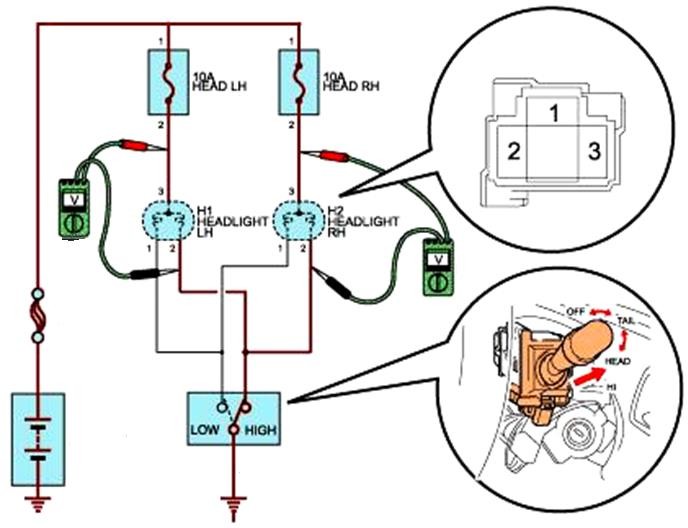 1
1
10A
HEAD LH
10A
HEAD RH
2
2
1
2
3
V
3
3
H1
HEADLIGHT
LH
H2
HEADLIGHT
RH
1
2
1
2
V
OFF
TAIL
HEAD
HI
LOW
HIGH